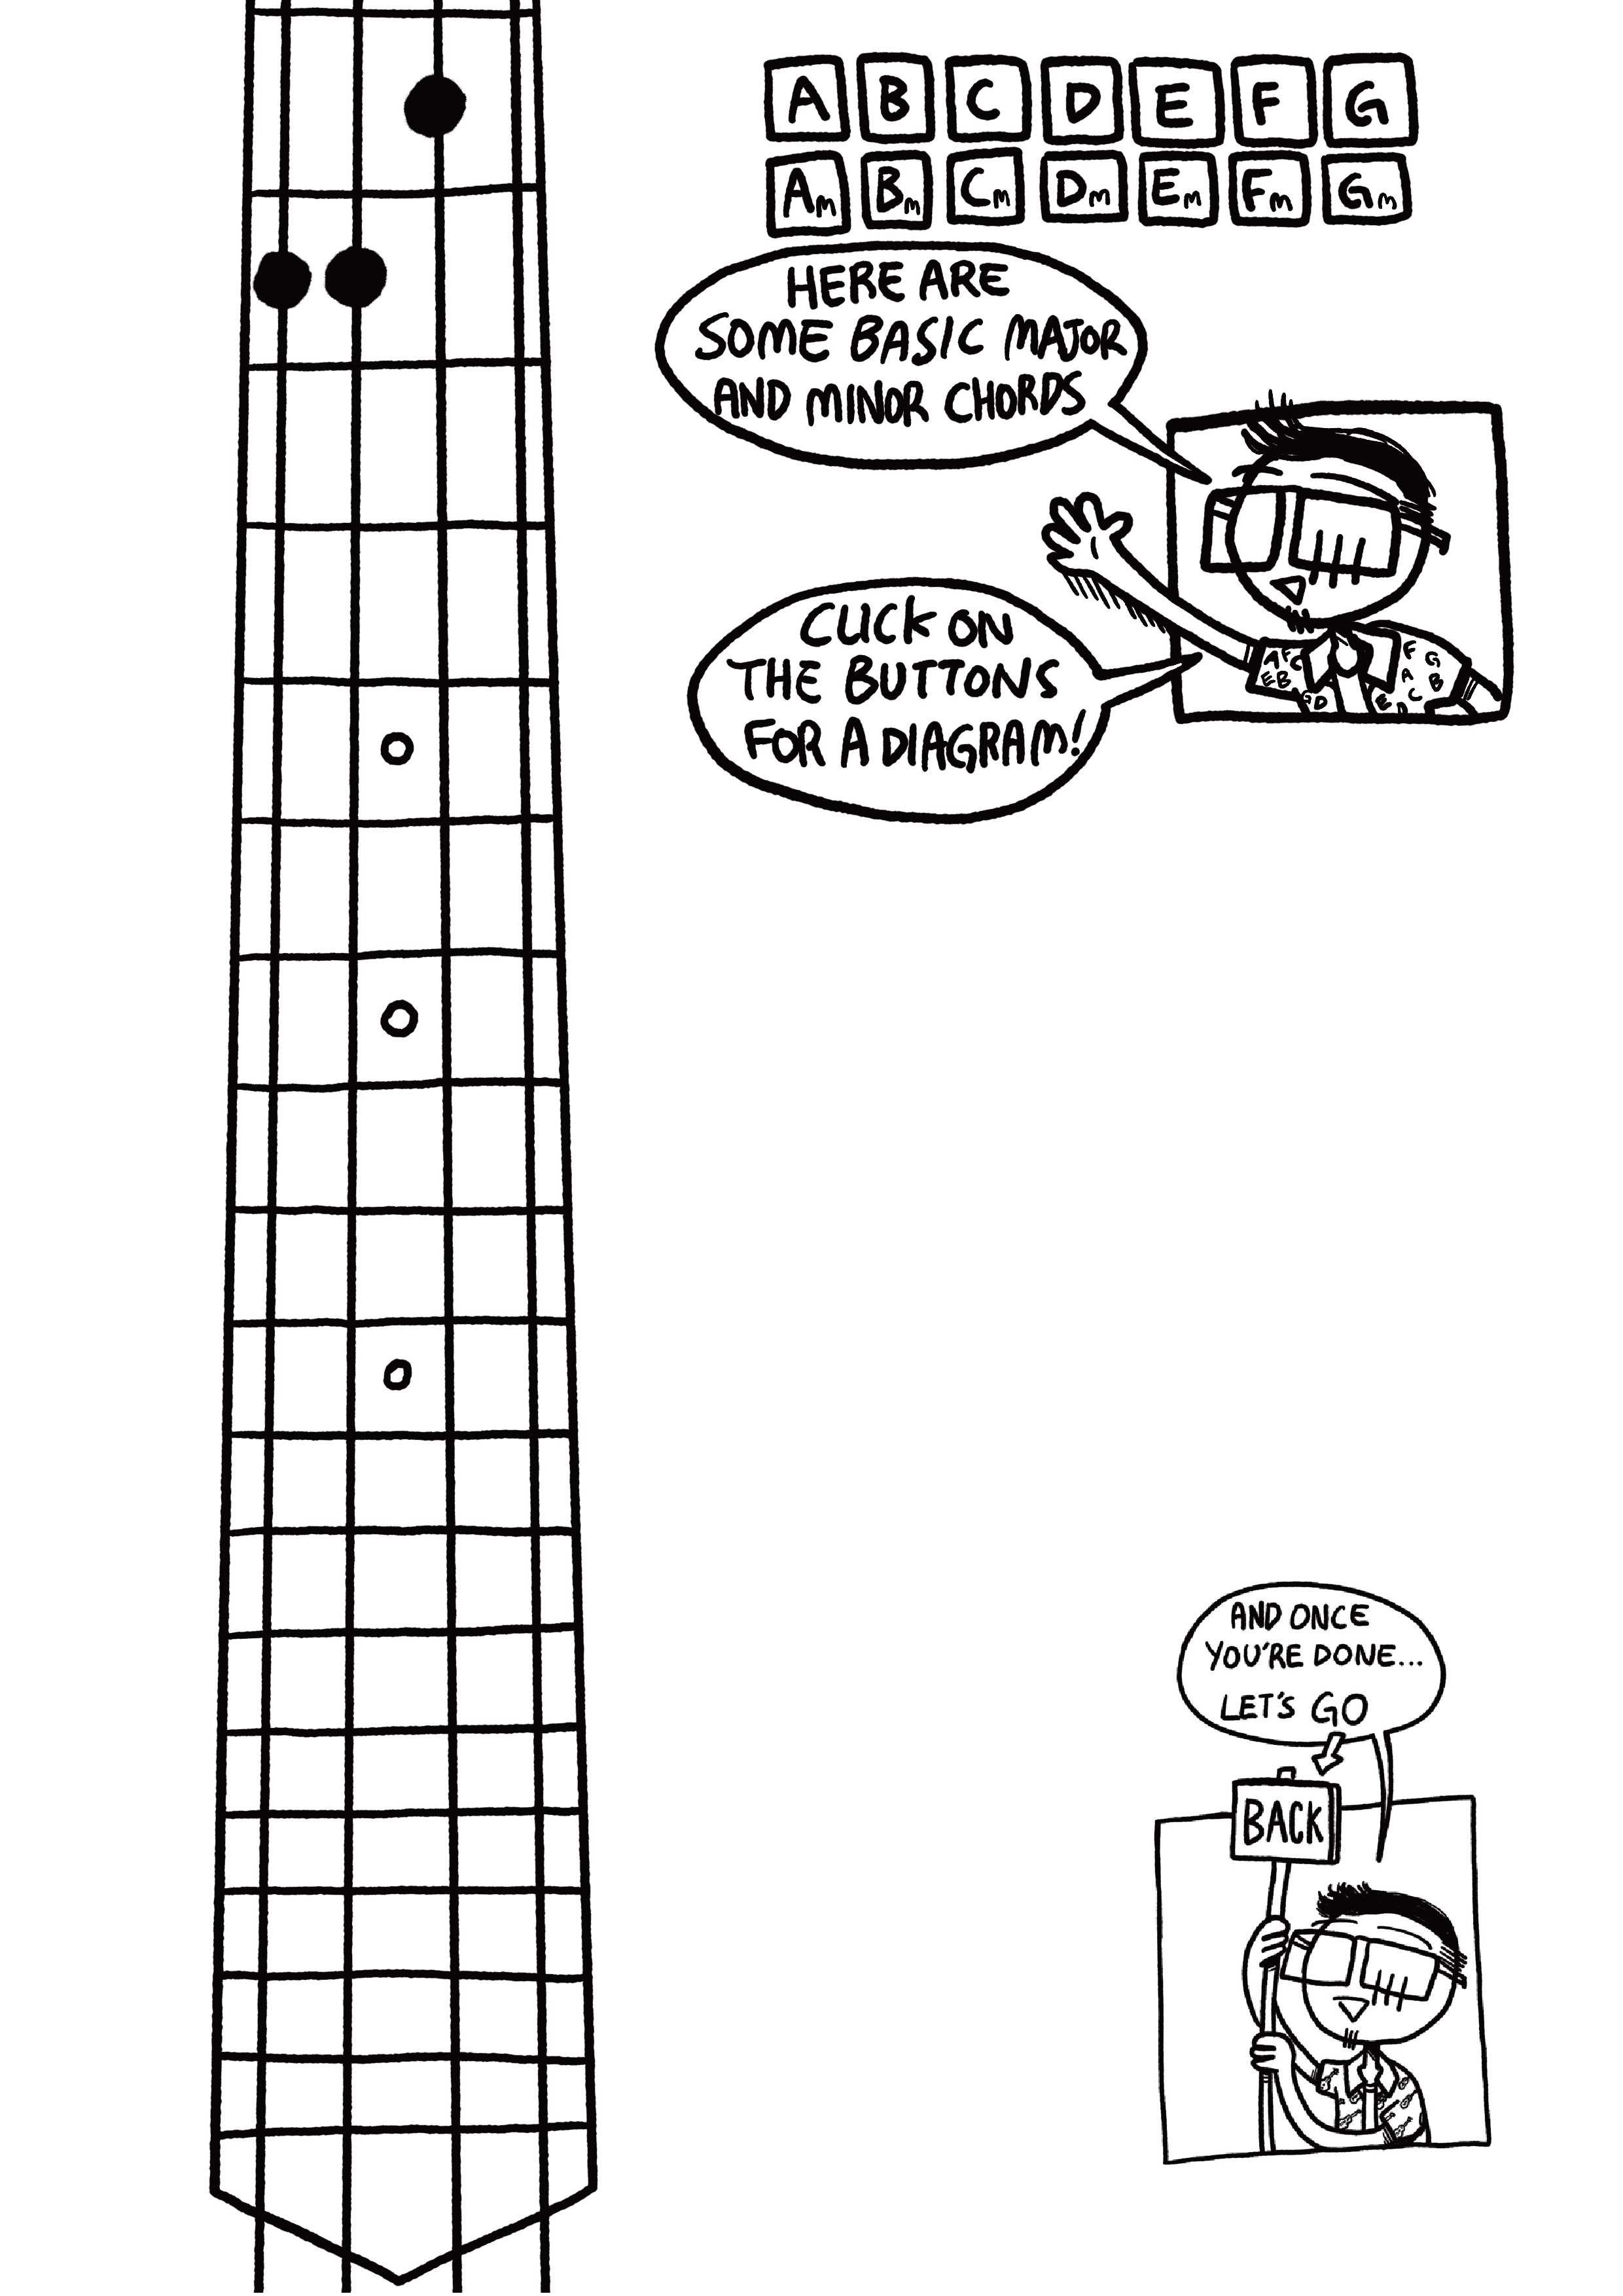 A B C D E F G
Am Bm Cm Dm Em Fm Gm
HERE ARE
SOME BASIC MAJOR
AND MINOR CHORDS
CLICK ON
THE BUTTONS
FOR A DIAGRAM!
A F C
E B
G D
F G
A B
C
E D
AND ONCE
YOU'RE DONE...
LET'S GO
BACK